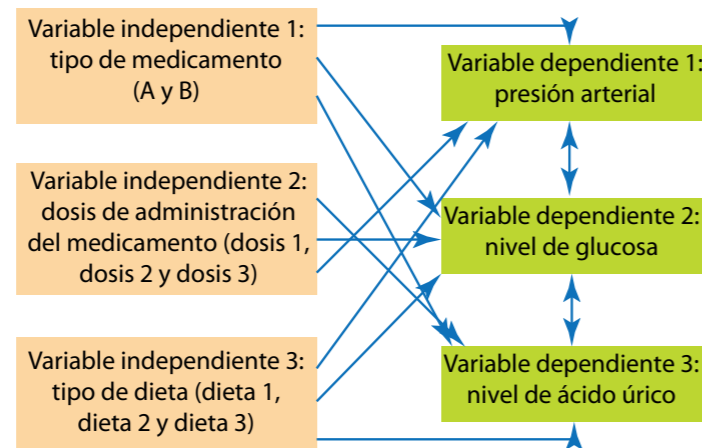 Variable independiente 1:
tipo de medicamento
(A y B)
Variable dependiente 1:
presión arterial
Variable independiente 2:
dosis de administración
del medicamento (dosis 1,
dosis 2 y dosis 3)
Variable dependiente 2:
nivel de glucosa
Variable independiente 3:
tipo de dieta (dieta 1,
dieta 2 y dieta 3)
Variable dependiente 3:
nivel de ácido úrico